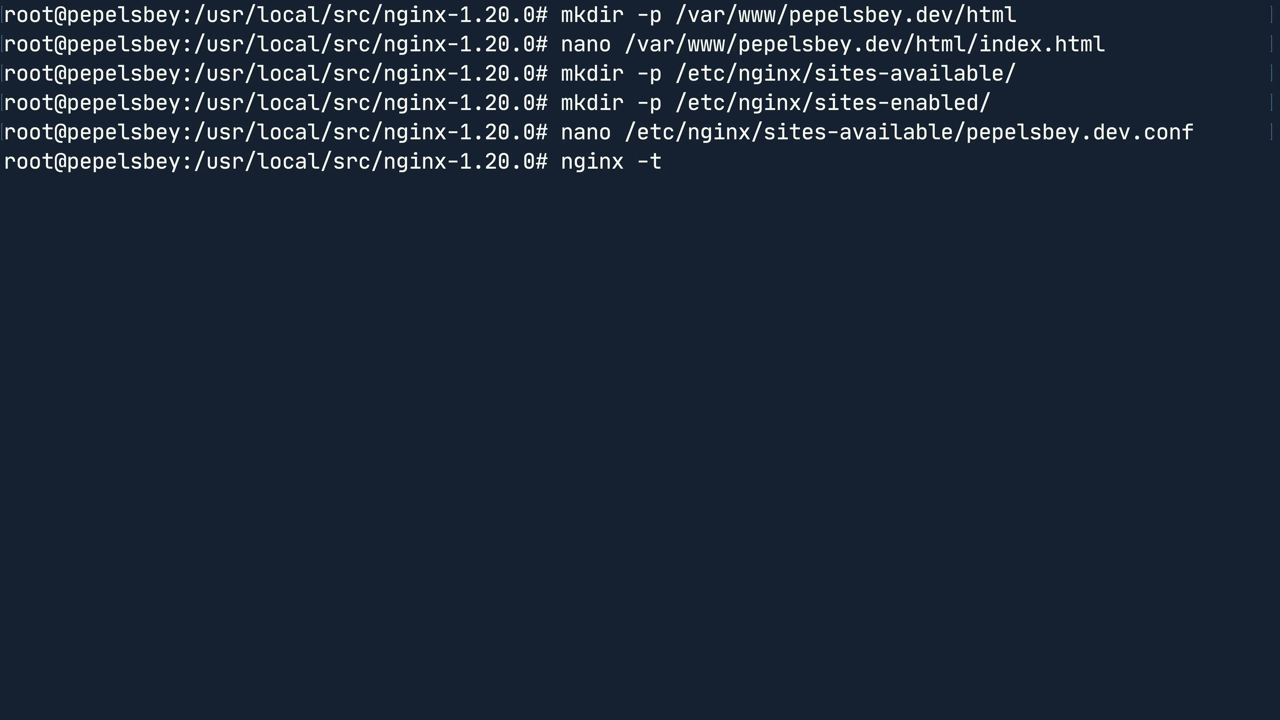 root@pepelsbey:/usr/local/src/nginx-1.20.0# mkdir -p /var/www/pepelsbey.dev/html
root@pepelsbey:/usr/local/src/nginx-1.20.0# nano /var/www/pepelsbey.dev/html/index.html
root@pepelsbey:/usr/local/src/nginx-1.20.0# mkdir -p /etc/nginx/sites-available/
root@pepelsbey:/usr/local/src/nginx-1.20.0# mkdir -p /etc/nginx/sites-enabled/
root@pepelsbey:/usr/local/src/nginx-1.20.0# nano /etc/nginx/sites-available/pepelsbey.dev.conf
root@pepelsbey:/usr/local/src/nginx-1.20.0# nginx -t